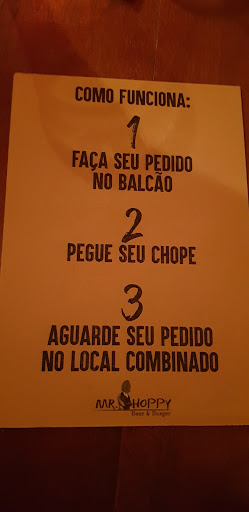 COMO FUNCIONA:
1
FAÇA SEU PEDIDO
NO BALCÃO
2
PEGUE SEU CHOPE
3
AGUARDE SEU PEDIDO
NO LOCAL COMBINADO
MR. HOPPY
Beer & Burger